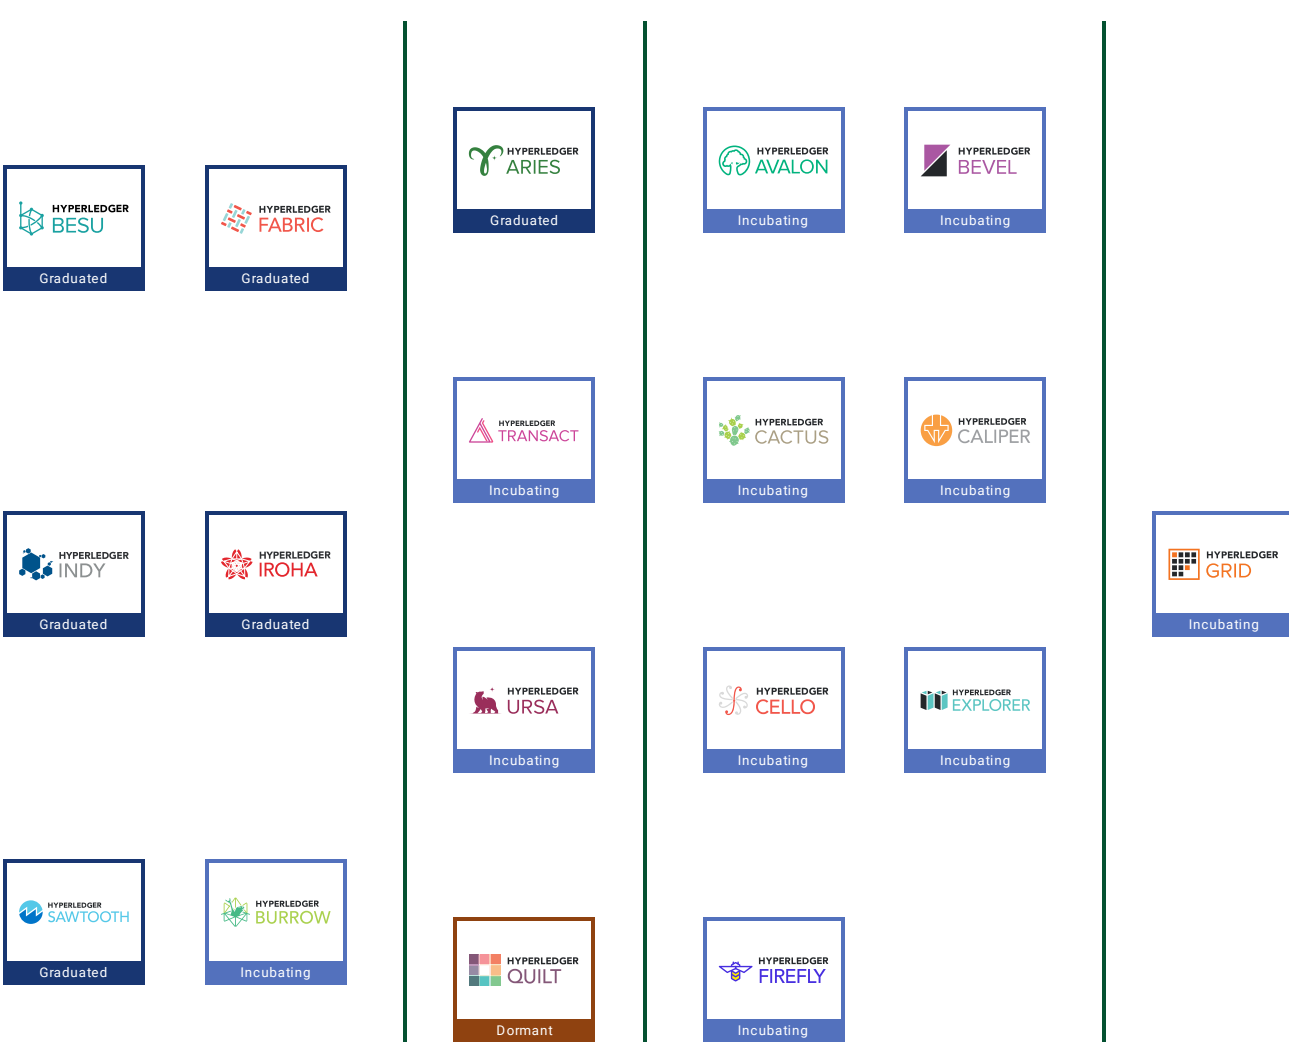 HYPERLEDGER
BESU
Graduated
HYPERLEDGER
FABRIC
Graduated
HYPERLEDGER
INDY
Graduated
HYPERLEDGER
IROHA
Graduated
HYPERLEDGER
SAWTOOTH
Graduated
HYPERLEDGER
BURROW
Incubating
HYPERLEDGER
ARIES
Graduated
HYPERLEDGER
TRANSACT
Incubating
HYPERLEDGER
URSA
Incubating
HYPERLEDGER
QUILT
Dormant
HYPERLEDGER
AVALON
Incubating
HYPERLEDGER
BEVEL
Incubating
HYPERLEDGER
CACTUS
Incubating
HYPERLEDGER
CALIPER
Incubating
HYPERLEDGER
CELLO
Incubating
HYPERLEDGER
EXPLORER
Incubating
HYPERLEDGER
FIREFLY
Incubating
HYPERLEDGER
GRID
Incubating